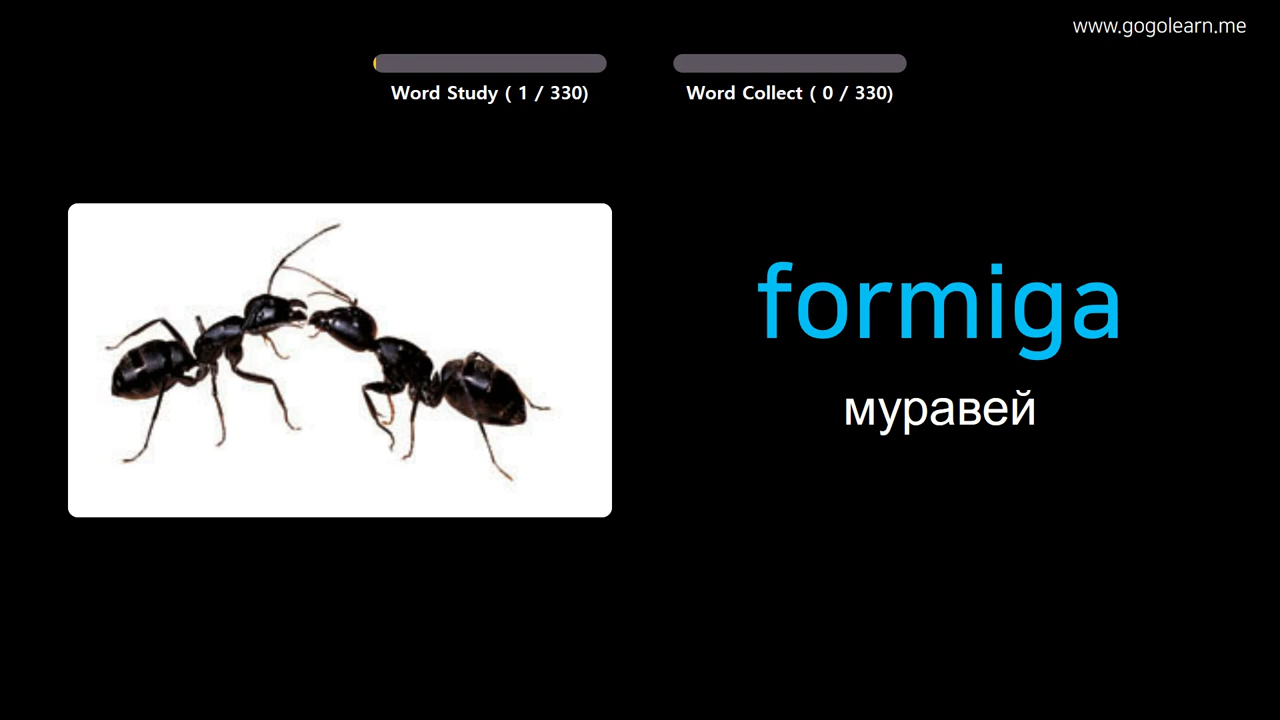 www.gogolearn.me
Word Study ( 1 / 330)
Word Collect ( 0 / 330)
formiga
муравей